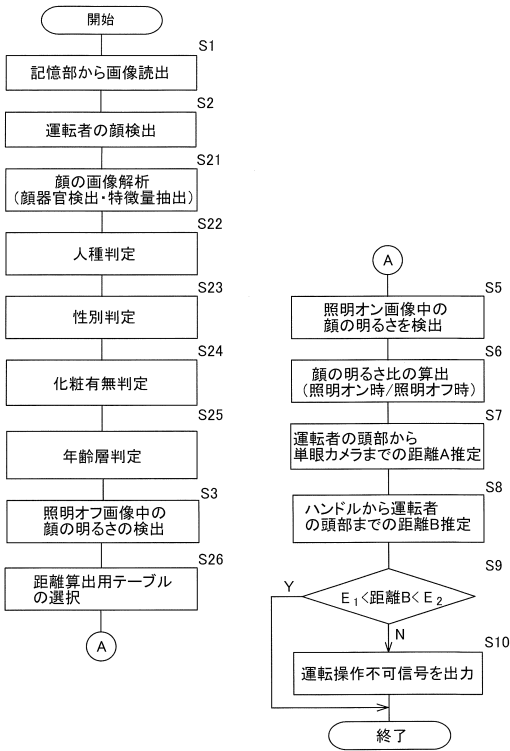 開始
S1
記憶部から画像読出
S2
運転者の顔検出
S21
顔の画像解析
（顔器官検出・特徴量抽出）
S22
人種判定
S23
性別判定
S24
化粧有無判定
S25
年齢層判定
S3
照明オフ画像中の
顔の明るさの検出
S26
距離算出用テーブル
の選択
A
A
S5
照明オン画像中の
顔の明るさを検出
S6
顔の明るさ比の算出
（照明オン時/照明オフ時）
S7
運転者の頭部から
単眼カメラまでの距離A推定
S8
ハンドルから運転者
の頭部までの距離B推定
S9
Y
E1<距離B<E2
N
S10
運転操作不可信号を出力
終了